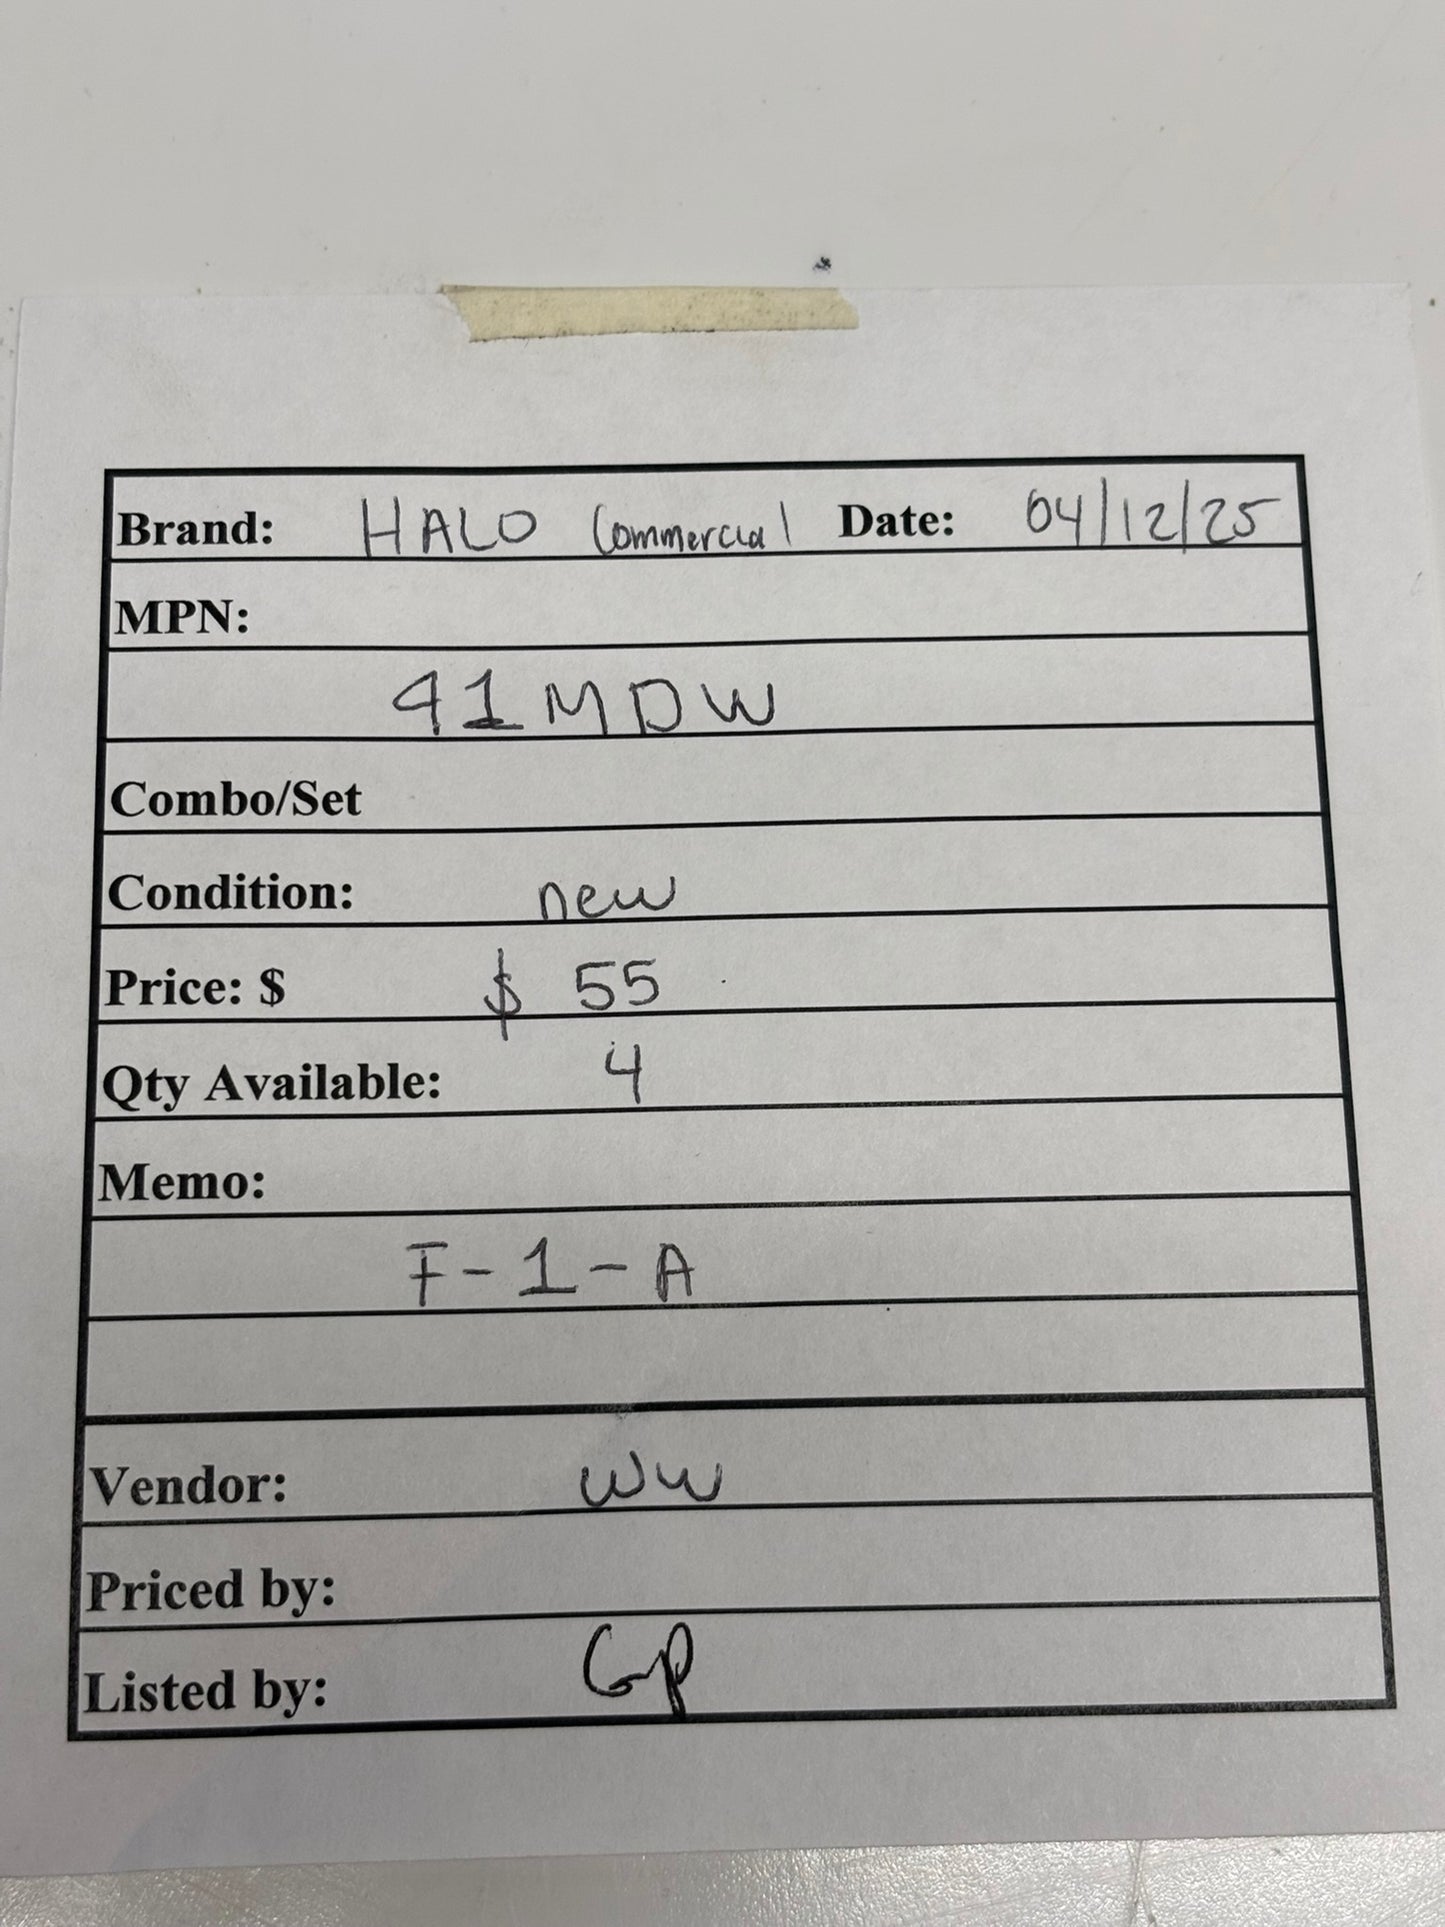 Brand: HALO Commercial Date: 04/12/25
MPN:
41MDW
Combo/Set
Condition: new
Price: $ $ 55
Qty Available: 4
Memo:
F-1-A
Vendor: WW
Priced by:
Listed by: GP